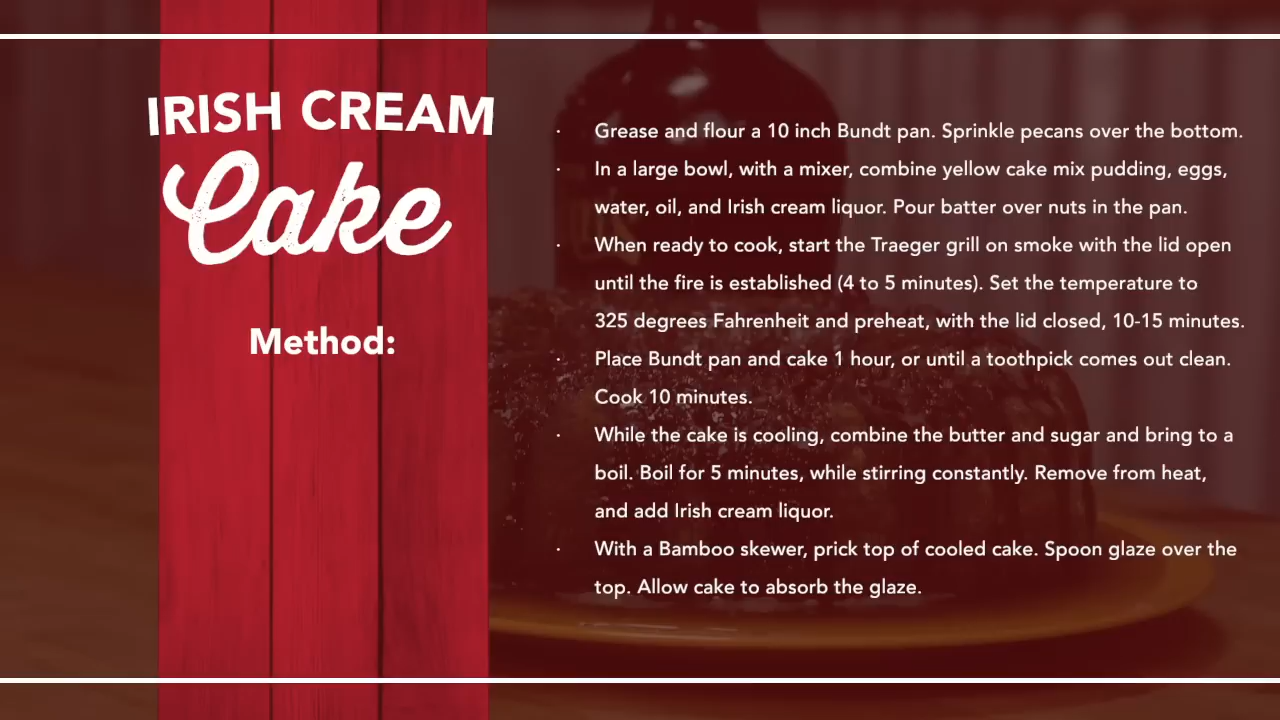 IRISH CREAM
Cake
Method:
· Grease and flour a 10 inch Bundt pan. Sprinkle pecans over the bottom.
· In a large bowl, with a mixer, combine yellow cake mix pudding, eggs,
water, oil, and Irish cream liquor. Pour batter over nuts in the pan.
· When ready to cook, start the Traeger grill on smoke with the lid open
until the fire is established (4 to 5 minutes). Set the temperature to
325 degrees Fahrenheit and preheat, with the lid closed, 10-15 minutes.
· Place Bundt pan and cake 1 hour, or until a toothpick comes out clean.
Cook 10 minutes.
· While the cake is cooling, combine the butter and sugar and bring to a
boil. Boil for 5 minutes, while stirring constantly. Remove from heat,
and add Irish cream liquor.
· With a Bamboo skewer, prick top of cooled cake. Spoon glaze over the
top. Allow cake to absorb the glaze.